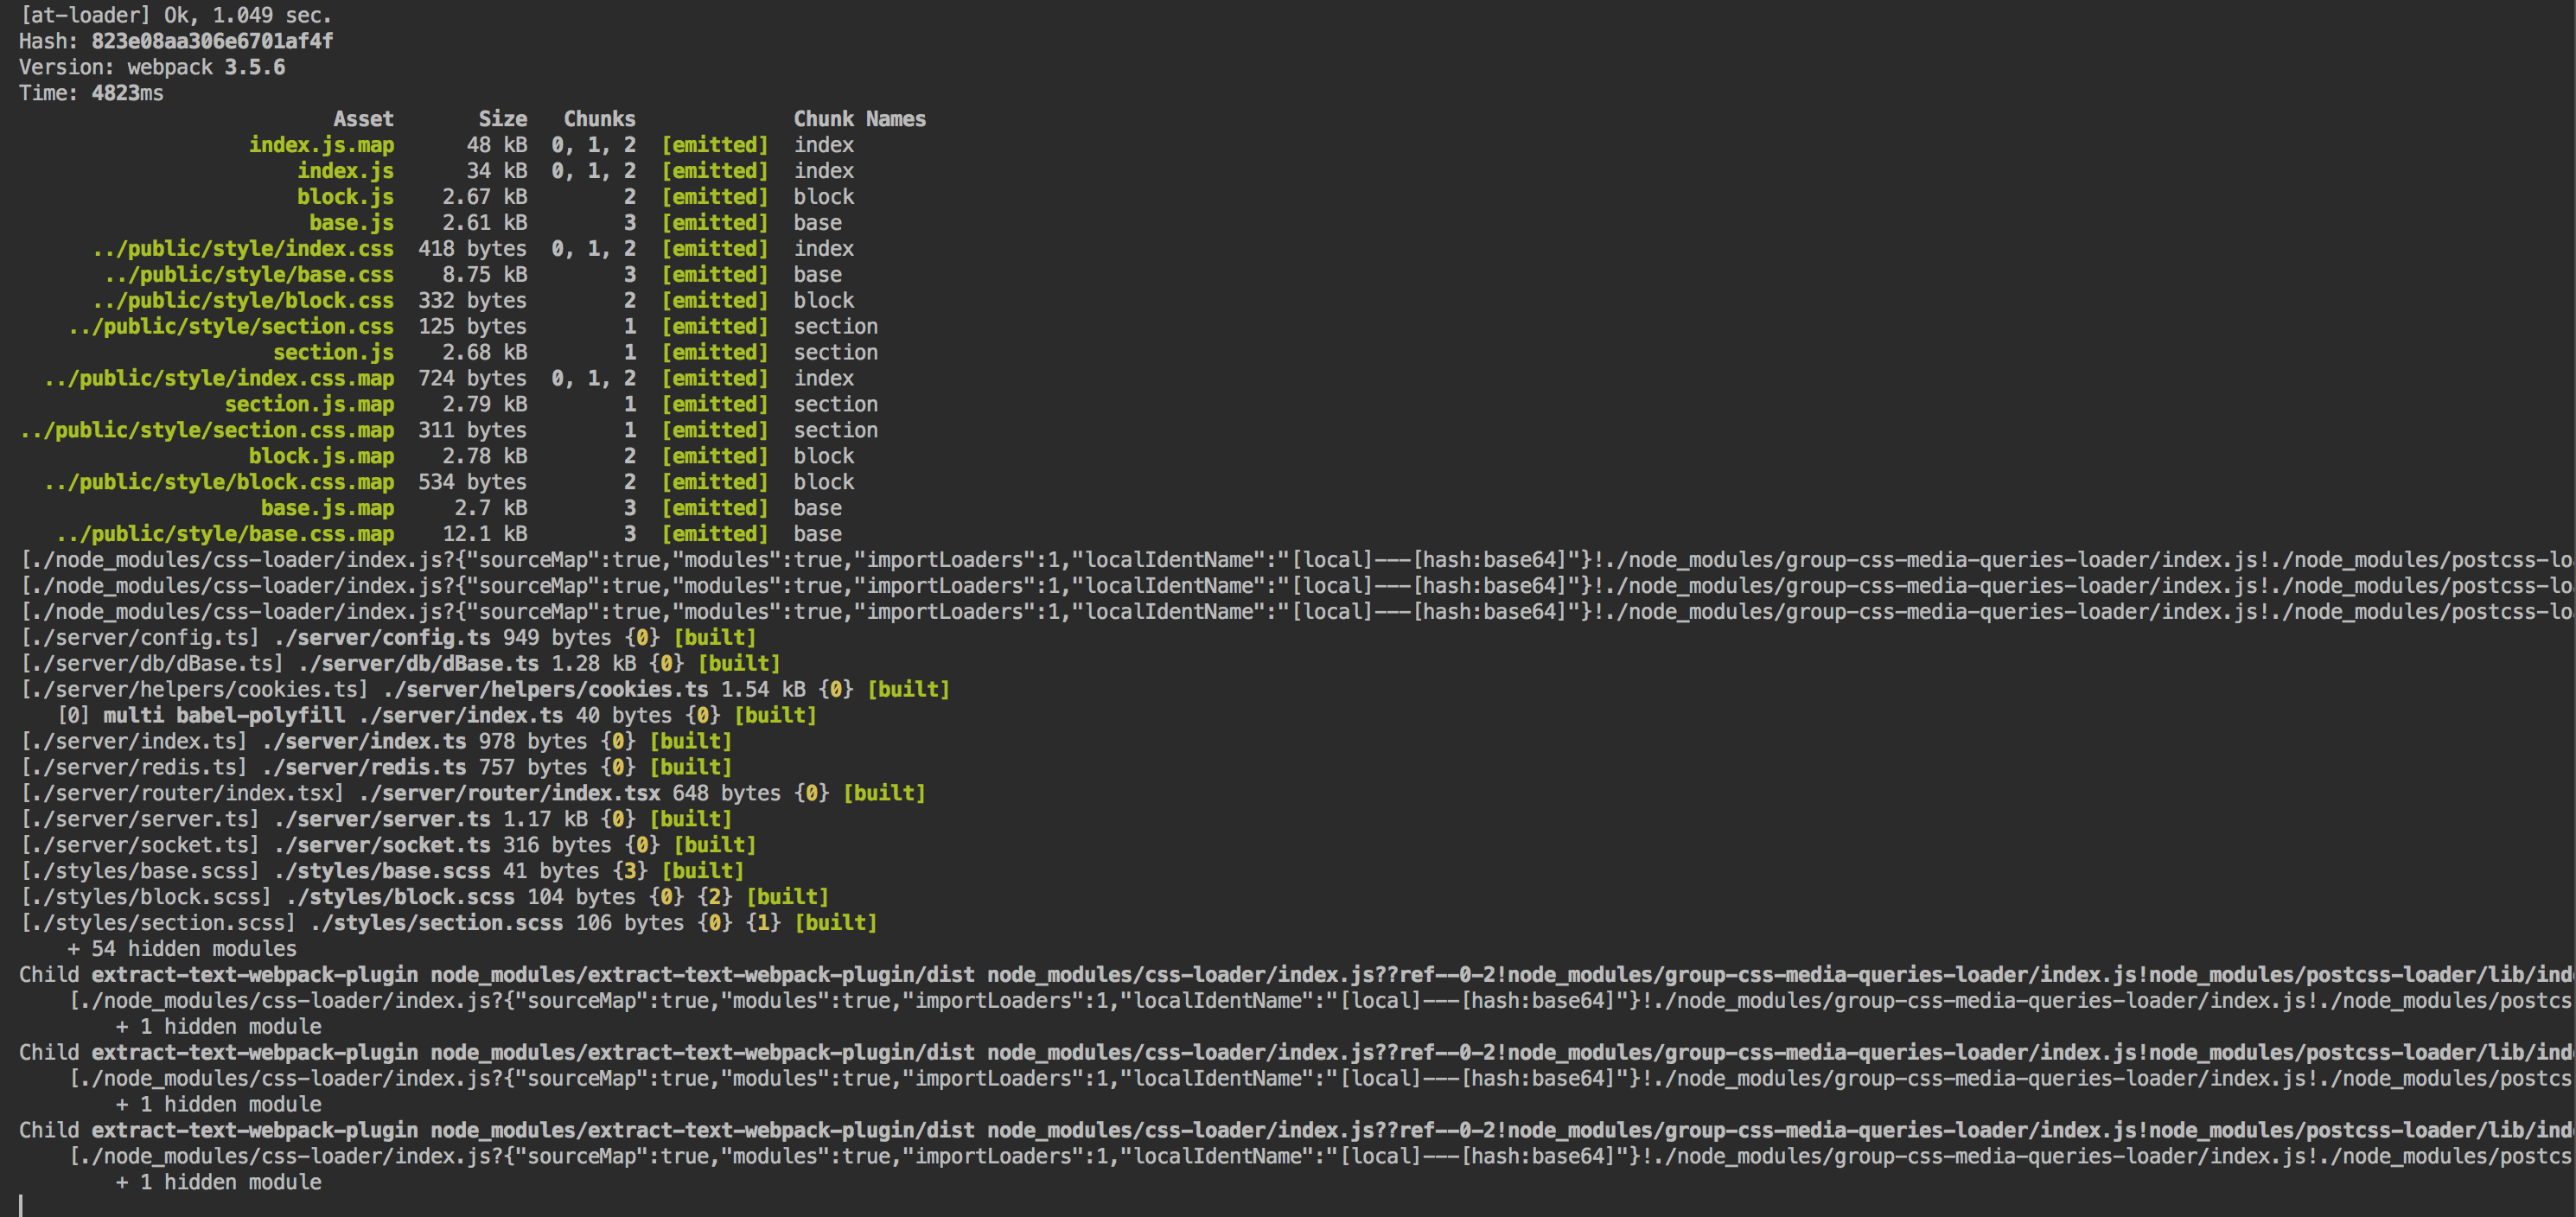 [at-loader] Ok, 1.049 sec.
Hash: 823e08aa306e6701af4f
Version: webpack 3.5.6
Time: 4823ms
Asset Size Chunks Chunk Names
index.js.map 48 kB 0, 1, 2 [emitted] index
index.js 34 kB 0, 1, 2 [emitted] index
block.js 2.67 kB 2 [emitted] block
base.js 2.61 kB 3 [emitted] base
../public/style/index.css 418 bytes 0, 1, 2 [emitted] index
../public/style/base.css 8.75 kB 3 [emitted] base
../public/style/block.css 332 bytes 2 [emitted] block
../public/style/section.css 125 bytes 1 [emitted] section
section.js 2.68 kB 1 [emitted] section
../public/style/index.css.map 724 bytes 0, 1, 2 [emitted] index
section.js.map 2.79 kB 1 [emitted] section
../public/style/section.css.map 311 bytes 1 [emitted] section
block.js.map 2.78 kB 2 [emitted] block
../public/style/block.css.map 534 bytes 2 [emitted] block
base.js.map 2.7 kB 3 [emitted] base
../public/style/base.css.map 12.1 kB 3 [emitted] base
[./node_modules/css-loader/index.js?{"sourceMap":true,"modules":true,"importLoaders":1,"localIdentName":"[local]---[hash:base64]"}!./node_modules/group-css-media-queries-loader/index.js!./node_modules/postcss-lo
[./node_modules/css-loader/index.js?{"sourceMap":true,"modules":true,"importLoaders":1,"localIdentName":"[local]---[hash:base64]"}!./node_modules/group-css-media-queries-loader/index.js!./node_modules/postcss-lo
[./node_modules/css-loader/index.js?{"sourceMap":true,"modules":true,"importLoaders":1,"localIdentName":"[local]---[hash:base64]"}!./node_modules/group-css-media-queries-loader/index.js!./node_modules/postcss-lo
[./server/config.ts] ./server/config.ts 949 bytes {0} [built]
[./server/db/dBase.ts] ./server/db/dBase.ts 1.28 kB {0} [built]
[./server/helpers/cookies.ts] ./server/helpers/cookies.ts 1.54 kB {0} [built]
[0] multi babel-polyfill ./server/index.ts 40 bytes {0} [built]
[./server/index.ts] ./server/index.ts 978 bytes {0} [built]
[./server/redis.ts] ./server/redis.ts 757 bytes {0} [built]
[./server/router/index.tsx] ./server/router/index.tsx 648 bytes {0} [built]
[./server/server.ts] ./server/server.ts 1.17 kB {0} [built]
[./server/socket.ts] ./server/socket.ts 316 bytes {0} [built]
[./styles/base.scss] ./styles/base.scss 41 bytes {3} [built]
[./styles/block.scss] ./styles/block.scss 104 bytes {0} {2} [built]
[./styles/section.scss] ./styles/section.scss 106 bytes {0} {1} [built]
+ 54 hidden modules
Child extract-text-webpack-plugin node_modules/extract-text-webpack-plugin/dist node_modules/css-loader/index.js??ref--0-2!node_modules/group-css-media-queries-loader/index.js!node_modules/postcss-loader/lib/ind
[./node_modules/css-loader/index.js?{"sourceMap":true,"modules":true,"importLoaders":1,"localIdentName":"[local]---[hash:base64]"}!./node_modules/group-css-media-queries-loader/index.js!./node_modules/postcs
+ 1 hidden module
Child extract-text-webpack-plugin node_modules/extract-text-webpack-plugin/dist node_modules/css-loader/index.js??ref--0-2!node_modules/group-css-media-queries-loader/index.js!node_modules/postcss-loader/lib/ind
[./node_modules/css-loader/index.js?{"sourceMap":true,"modules":true,"importLoaders":1,"localIdentName":"[local]---[hash:base64]"}!./node_modules/group-css-media-queries-loader/index.js!./node_modules/postcs
+ 1 hidden module
Child extract-text-webpack-plugin node_modules/extract-text-webpack-plugin/dist node_modules/css-loader/index.js??ref--0-2!node_modules/group-css-media-queries-loader/index.js!node_modules/postcss-loader/lib/ind
[./node_modules/css-loader/index.js?{"sourceMap":true,"modules":true,"importLoaders":1,"localIdentName":"[local]---[hash:base64]"}!./node_modules/group-css-media-queries-loader/index.js!./node_modules/postcs
+ 1 hidden module